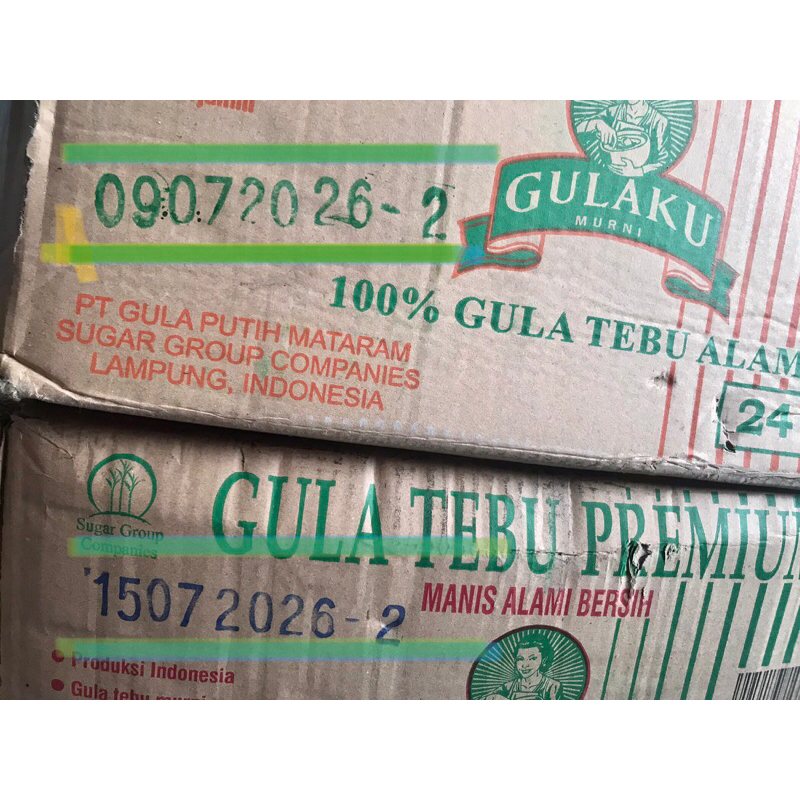 09072026-2
GULAKU
MURNI
100% GULA TEBU ALAM
PT GULA PUTIH MATARAM
SUGAR GROUP COMPANIES
LAMPUNG, INDONESIA
24
Sugar Group
Companies
GULA TEBU PREMIUM
MANIS ALAMI BERSIH
15072026-2
Produksi Indonesia
Gula tebu murni